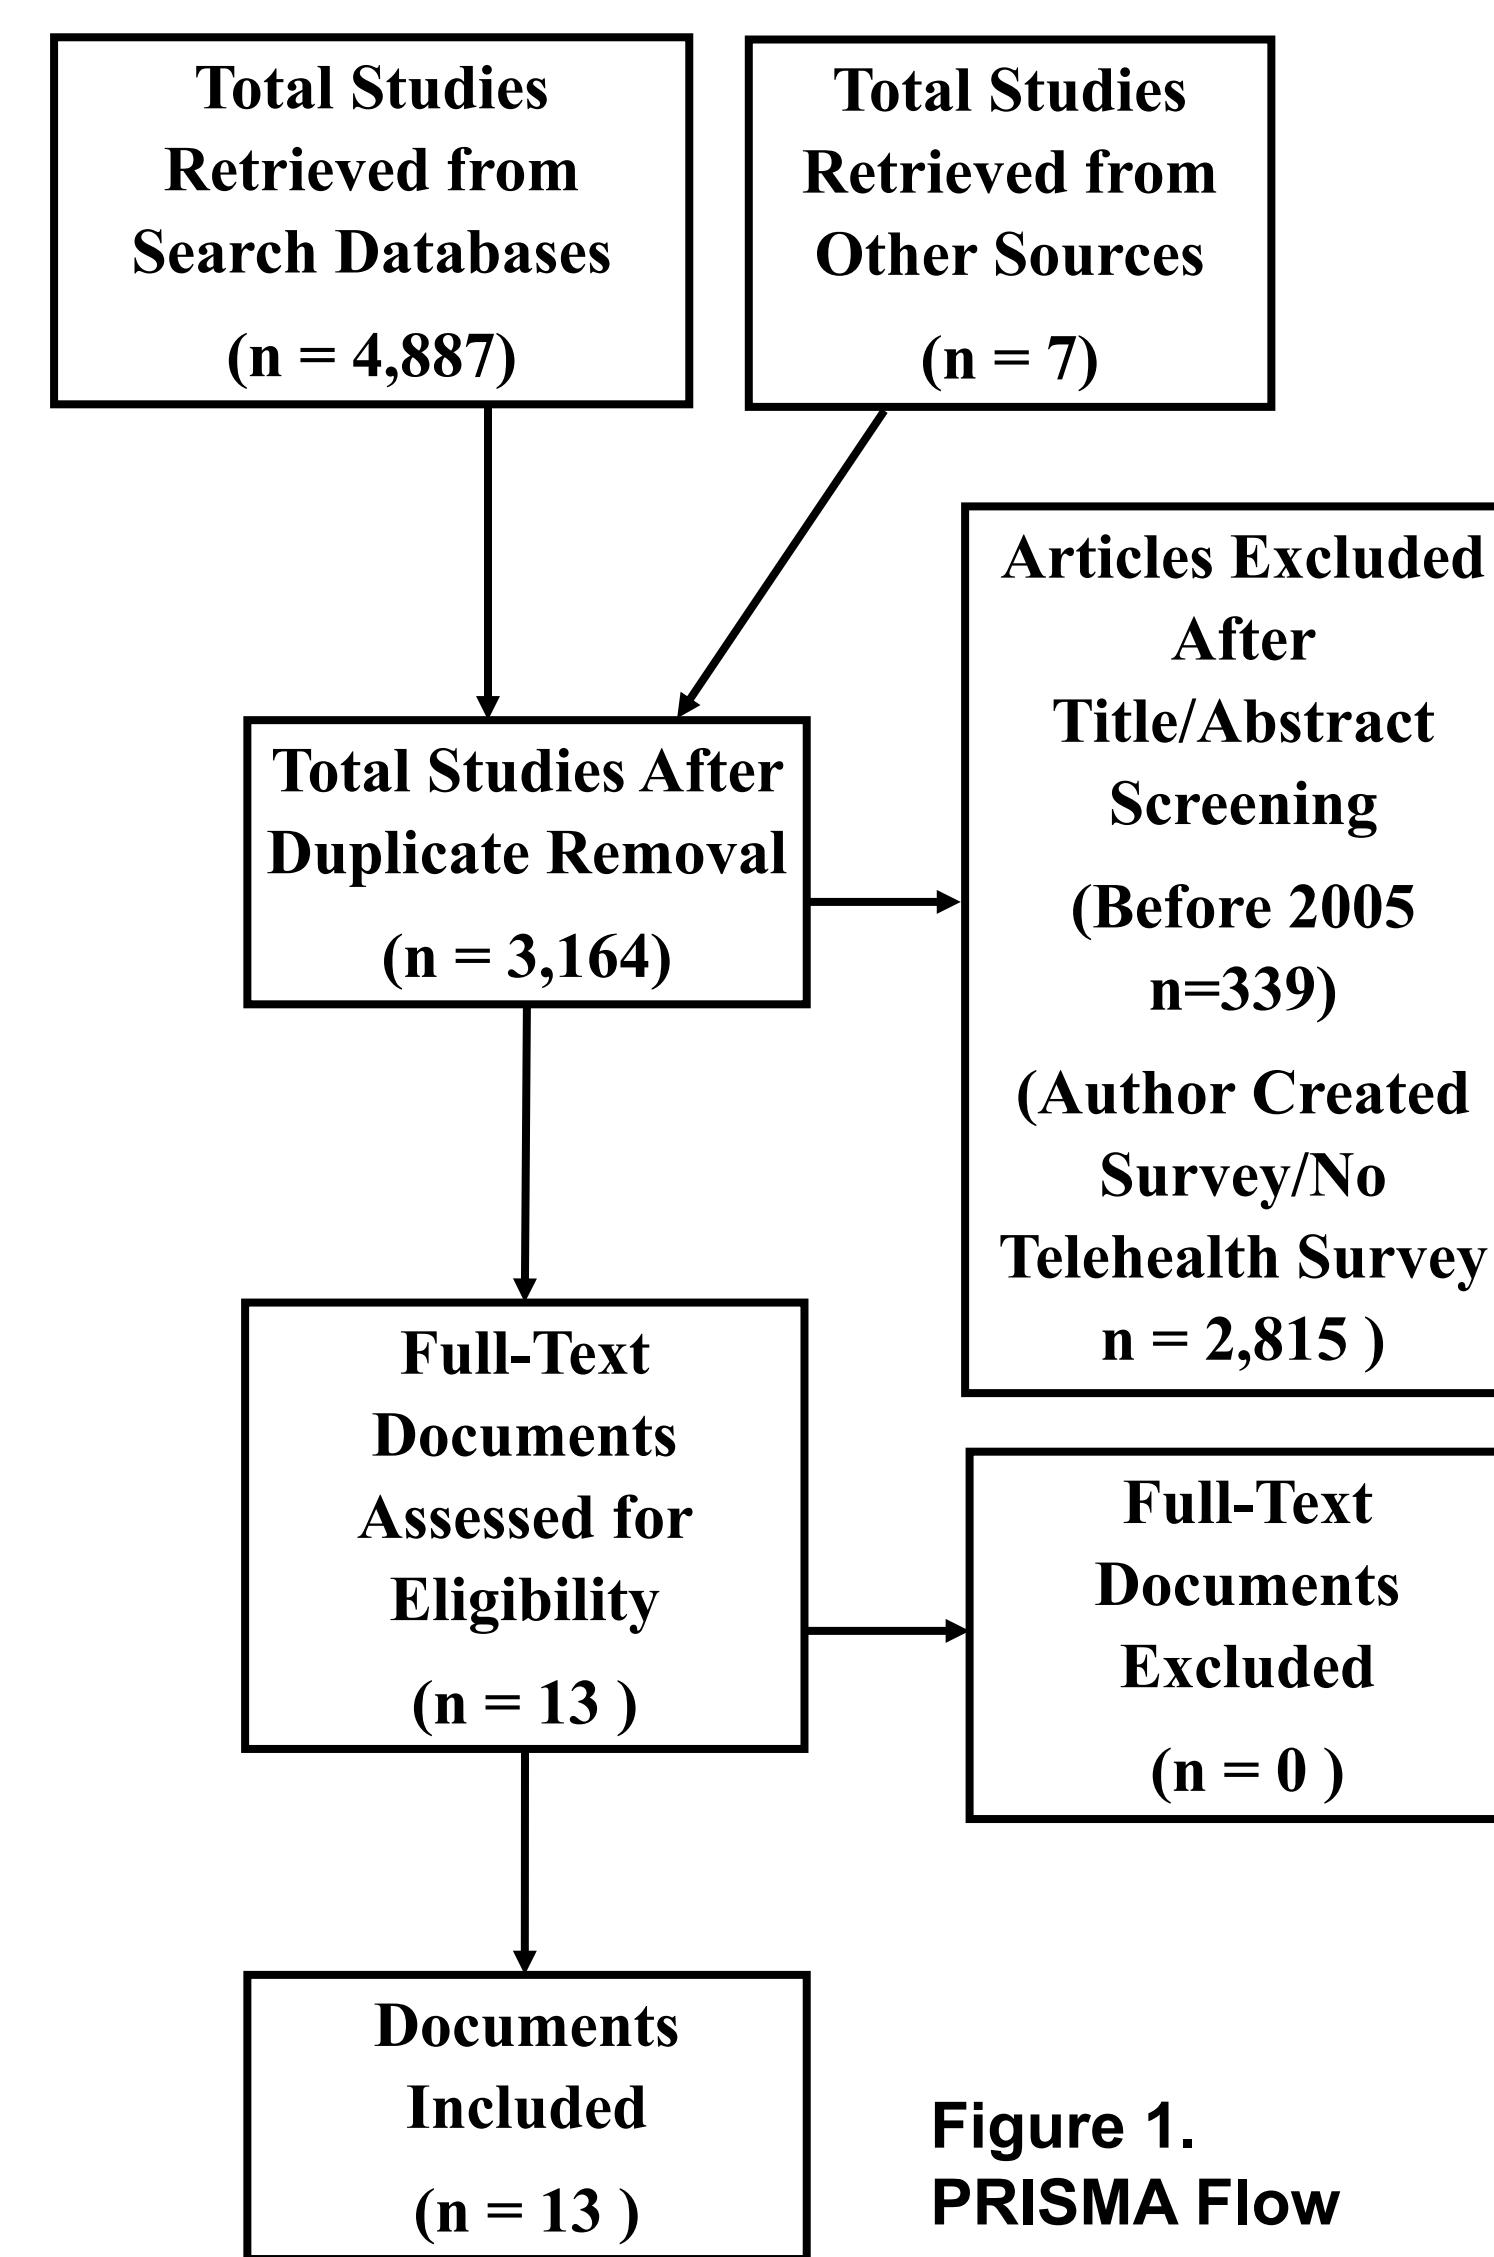 Total Studies
Retrieved from
Search Databases
(n = 4,887)
Total Studies
Retrieved from
Other Sources
(n = 7)
Articles Excluded
After
Title/Abstract
Screening
(Before 2005
n=339)
(Author Created
Survey/No
Telehealth Survey
n = 2,815 )
Total Studies After
Duplicate Removal
(n = 3,164)
Full-Text
Documents
Assessed for
Eligibility
(n = 13 )
Full-Text
Documents
Excluded
(n = 0 )
Documents
Included
(n = 13 )
Figure 1.
PRISMA Flow